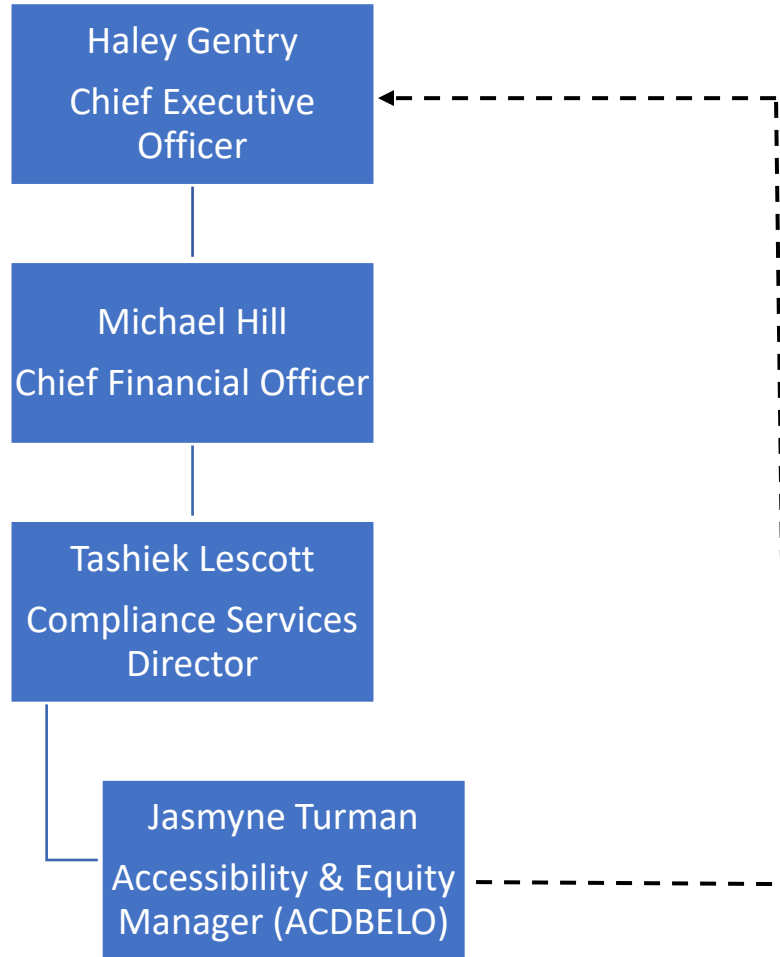 Haley Gentry
Chief Executive
Officer
Michael Hill
Chief Financial Officer
Tashiek Lescott
Compliance Services
Director
Jasmyne Turman
Accessibility & Equity
Manager (ACDBELO)